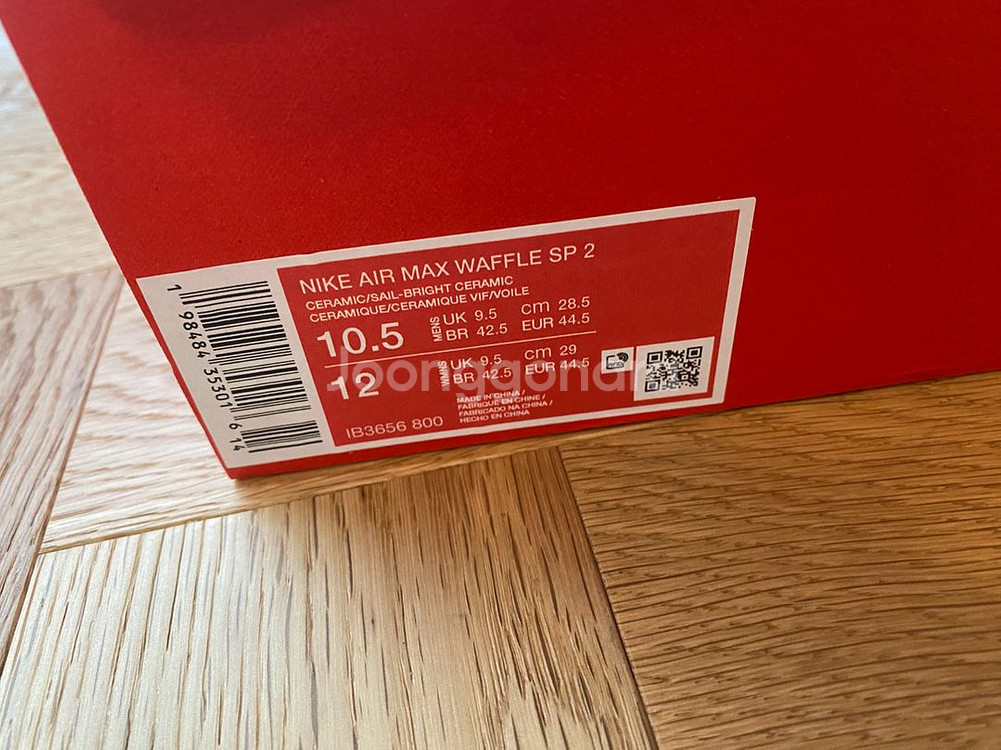 NIKE AIR MAX WAFFLE SP 2
CERAMIC/SAIL-BRIGHT CERAMIC
CERAMIQUE/CERAMIQUE VIF/VOILE
10.5 MENS UK 9.5 cm 28.5
BR 42.5 EUR 44.5
12 WMNS UK 9.5 cm 29
BR 42.5 EUR 44.5
MADE IN CHINA /
FABRIQUE EN CHINE /
FABRICADO NA CHINA /
HECHO EN CHINA
IB3656 800
1 98484 35301 6 14